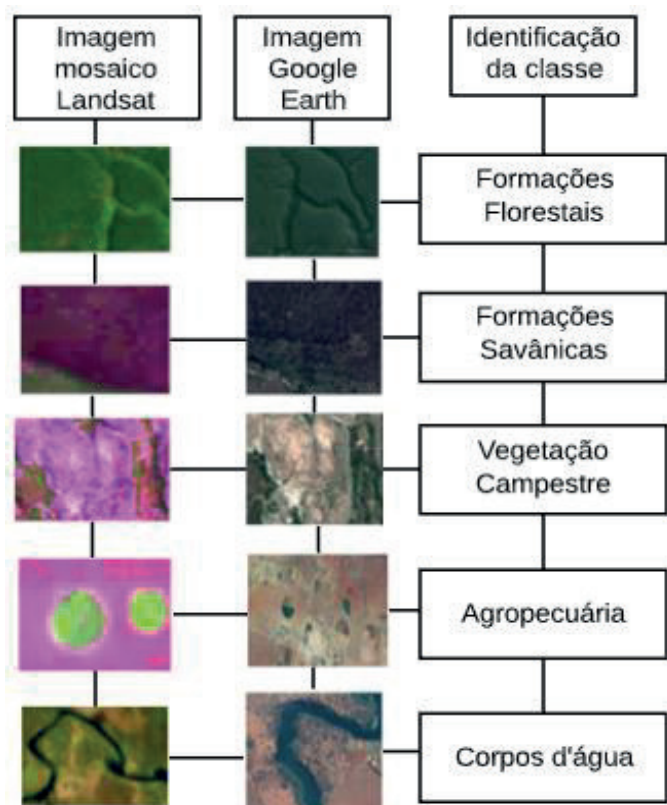 Imagem
mosaico
Landsat
Imagem
Google
Earth
Identificação
da classe
Formações
Florestais
Formações
Savânicas
Vegetação
Campestre
Agropecuária
Corpos d'água